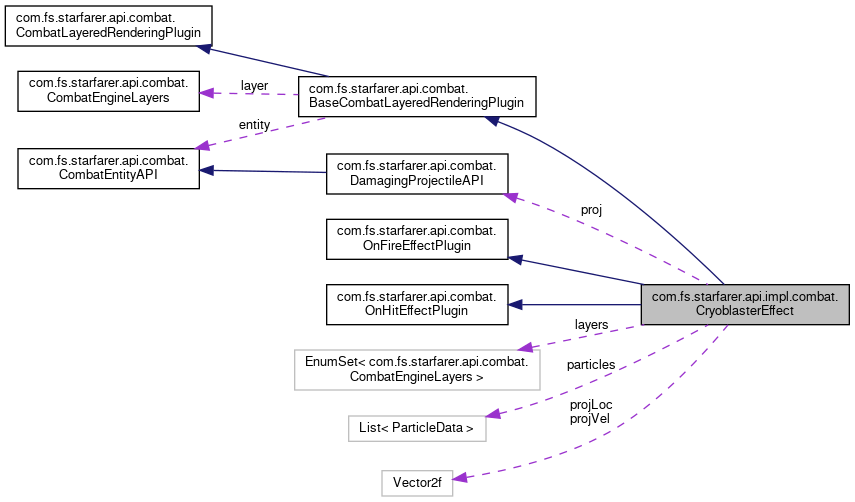 com.fs.starfarer.api.combat.
CombatLayeredRenderingPlugin
com.fs.starfarer.api.combat.
CombatEngineLayers
layer
com.fs.starfarer.api.combat.
BaseCombatLayeredRenderingPlugin
entity
com.fs.starfarer.api.combat.
CombatEntityAPI
com.fs.starfarer.api.combat.
DamagingProjectileAPI
proj
com.fs.starfarer.api.combat.
OnFireEffectPlugin
com.fs.starfarer.api.combat.
OnHitEffectPlugin
com.fs.starfarer.api.impl.combat.
CryoblasterEffect
layers
EnumSet< com.fs.starfarer.api.combat.
CombatEngineLayers >
particles
List< ParticleData >
projLoc
projVel
Vector2f